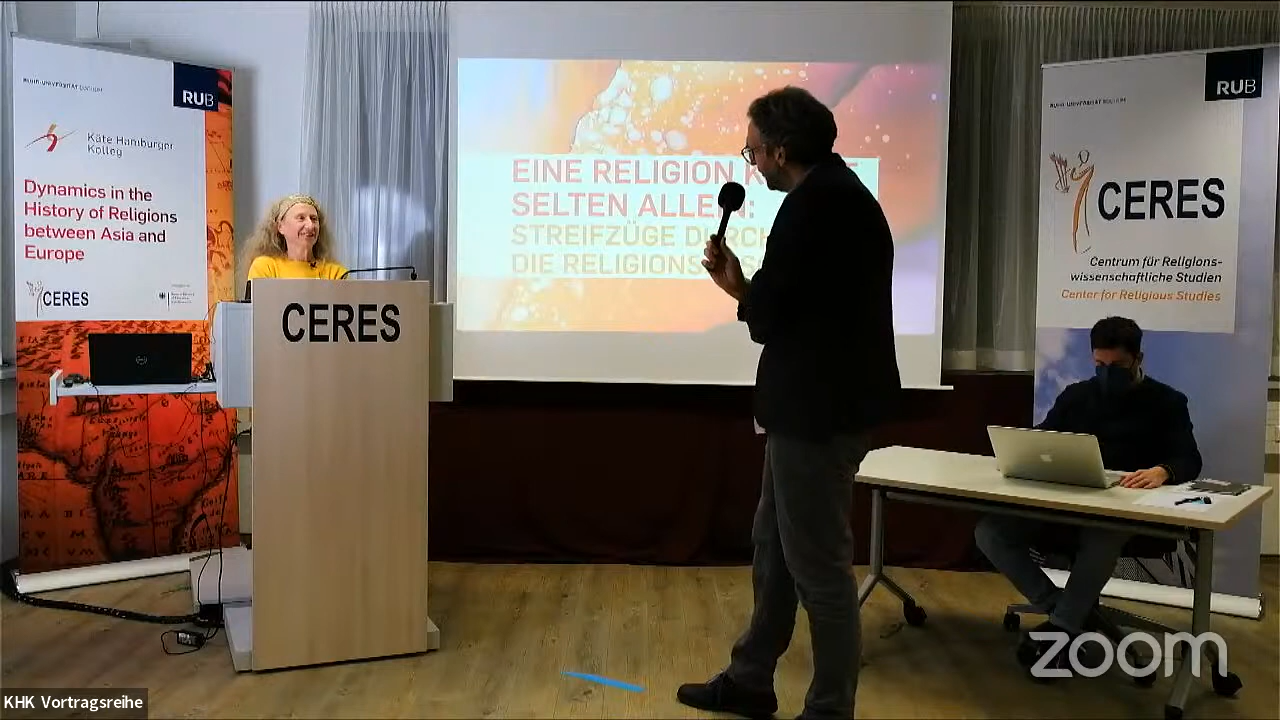 RUHR-UNIVERSITÄT BOCHUM
RUB
Käte Hamburger
Kolleg
Dynamics in the
History of Religions
between Asia and
Europe
CERES
CERES
EINE RELIGION
SELTEN ALLEIN:
STREIFZÜGE DURCH
DIE
RUHR-UNIVERSITÄT BOCHUM
RUB
CERES
Centrum für Religions-
wissenschaftliche Studien
Center for Religious Studies
zoom
KHK Vortragsreihe